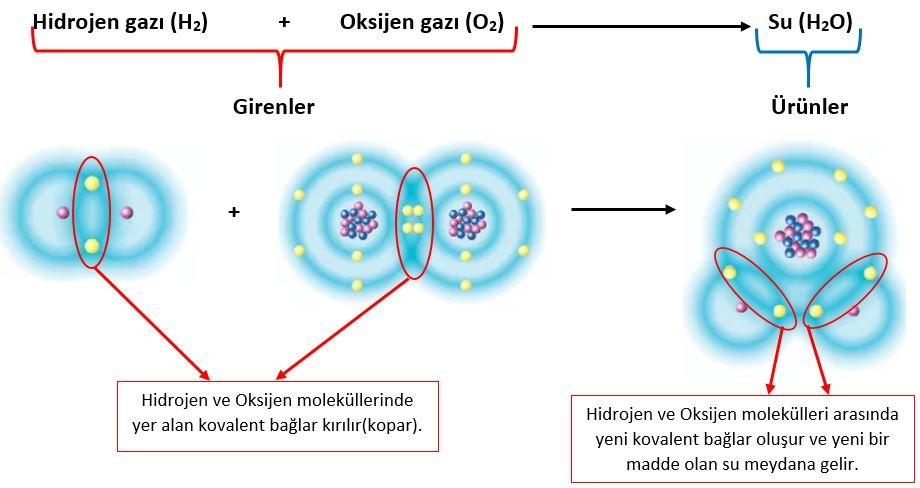 Hidrojen gazı (H₂) + Oksijen gazı (O₂) Su (H₂O)
Girenler Ürünler
+
Hidrojen ve Oksijen moleküllerinde
yer alan kovalent bağlar kırılır(kopar).
Hidrojen ve Oksijen molekülleri arasında
yeni kovalent bağlar oluşur ve yeni bir
madde olan su meydana gelir.